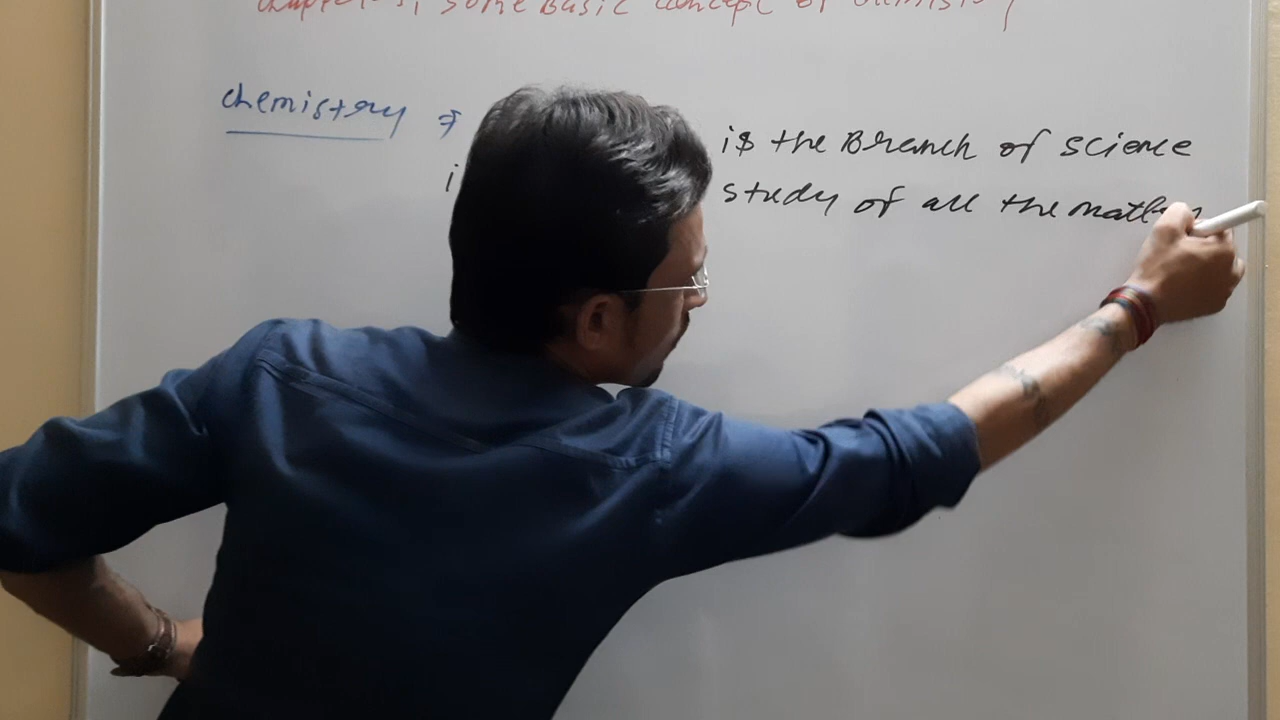 Chapter-1, Some Basic concept of chemistry
chemistry ⇒ is the Branch of science
i study of all the matter